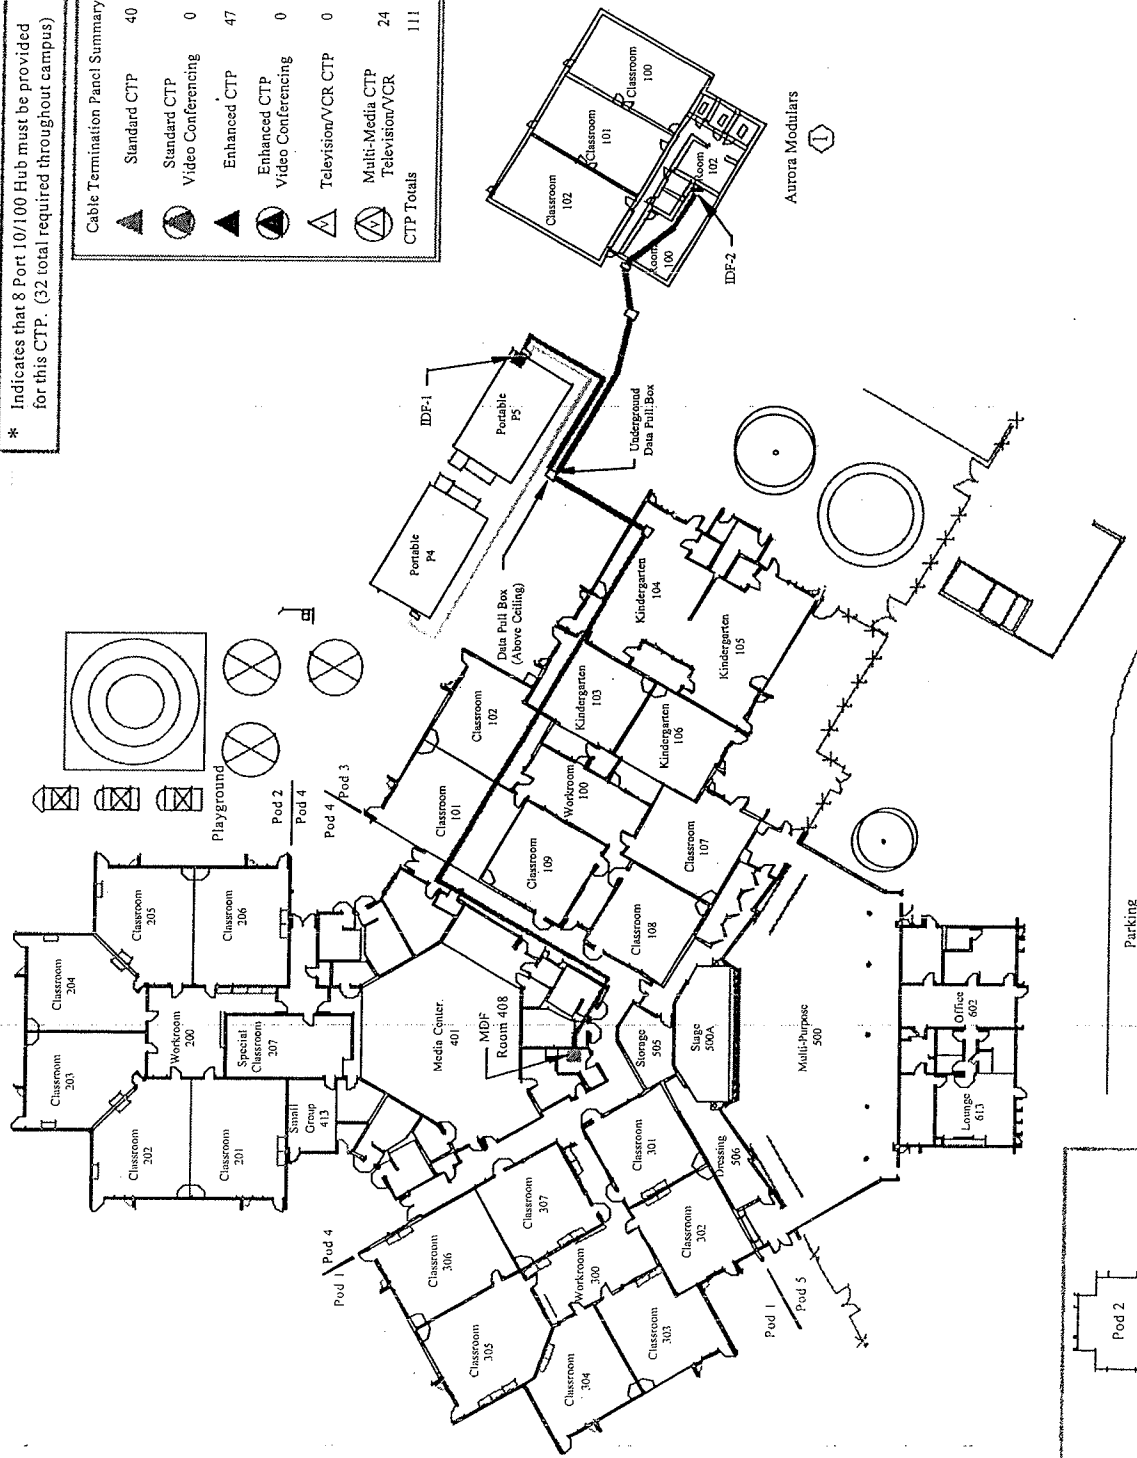 * Indicates that 8 Port 10/100 Hub must be provided
for this CTP. (32 total required throughout campus)
Cable Termination Panel Summary
Standard CTP 40
Standard CTP
Video Conferencing 0
Enhanced CTP 47
Enhanced CTP
Video Conferencing 0
Television/VCR CTP 0
Multi-Media CTP
Television/VCR 24
CTP Totals 111
Classroom
100
Classroom
101
Classroom
102
Room
102
Room
100
IDF-2
Aurora Modulars
1
IDF-1
Portable
P5
Portable
P4
Underground
Data Pull Box
Data Pull Box
(Above Ceiling)
Kindergarten
104
Kindergarten
105
Kindergarten
103
Kindergarten
106
Classroom
102
Classroom
101
Workroom
100
Classroom
109
Classroom
107
Classroom
108
Playground
Pod 2
Pod 4
Pod 4
Pod 3
Classroom
205
Classroom
206
Classroom
204
Classroom
203
Workroom
200
Special
Classroom
207
Classroom
202
Classroom
201
Small
Group
413
Media Center
401
MDF
Room 408
Storage
505
Stage
500A
Multi-Purpose
500
Office
602
Lounge
613
Parking
Dressing
506
Classroom
301
Classroom
302
Classroom
307
Classroom
306
Workroom
300
Classroom
305
Classroom
303
Classroom
304
Pod 1
Pod 4
Pod 1
Pod 5
Pod 2